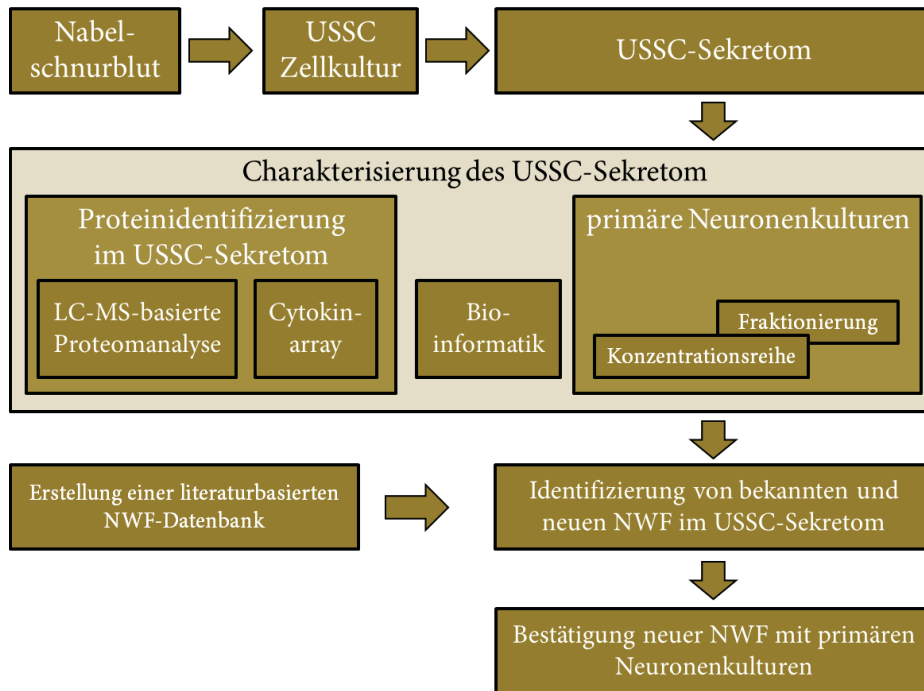 Nabel-
schnurblut
USSC
Zellkultur
USSC-Sekretom
Charakterisierung des USSC-Sekretom
Proteinidentifizierung
im USSC-Sekretom
LC-MS-basierte
Proteomanalyse
Cytokin-
array
Bio-
informatik
primäre Neuronenkulturen
Fraktionierung
Konzentrationsreihe
Erstellung einer literaturbasierten
NWF-Datenbank
Identifizierung von bekannten und
neuen NWF im USSC-Sekretom
Bestätigung neuer NWF mit primären
Neuronenkulturen